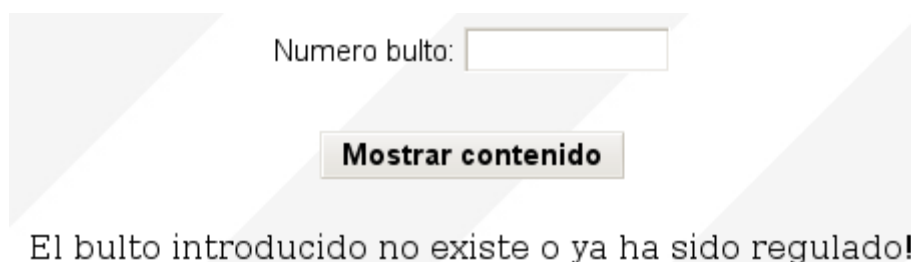 Numero bulto:
Mostrar contenido
El bulto introducido no existe o ya ha sido regulado!